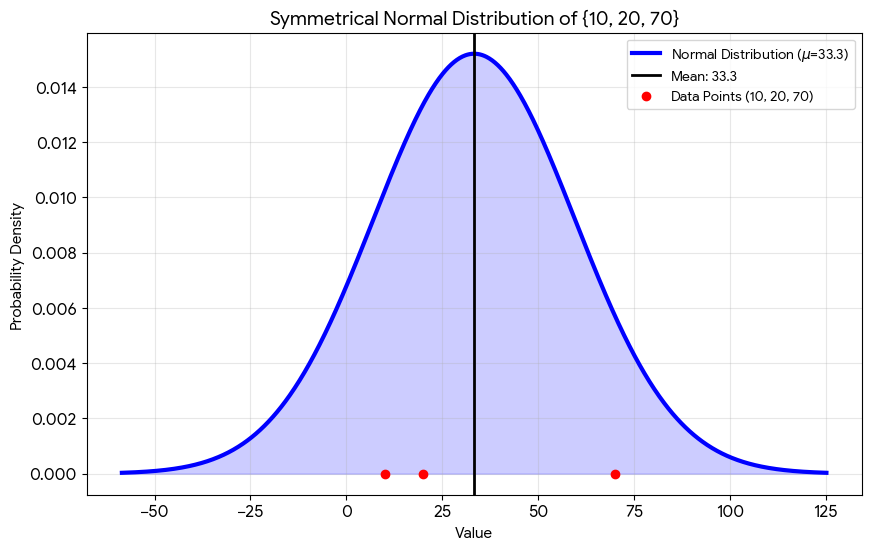 Symmetrical Normal Distribution of {10, 20, 70}
Normal Distribution (μ=33.3)
Mean: 33.3
Data Points (10, 20, 70)
Probability Density
0.014
0.012
0.010
0.008
0.006
0.004
0.002
0.000
−50
−25
0
25
50
75
100
125
Value